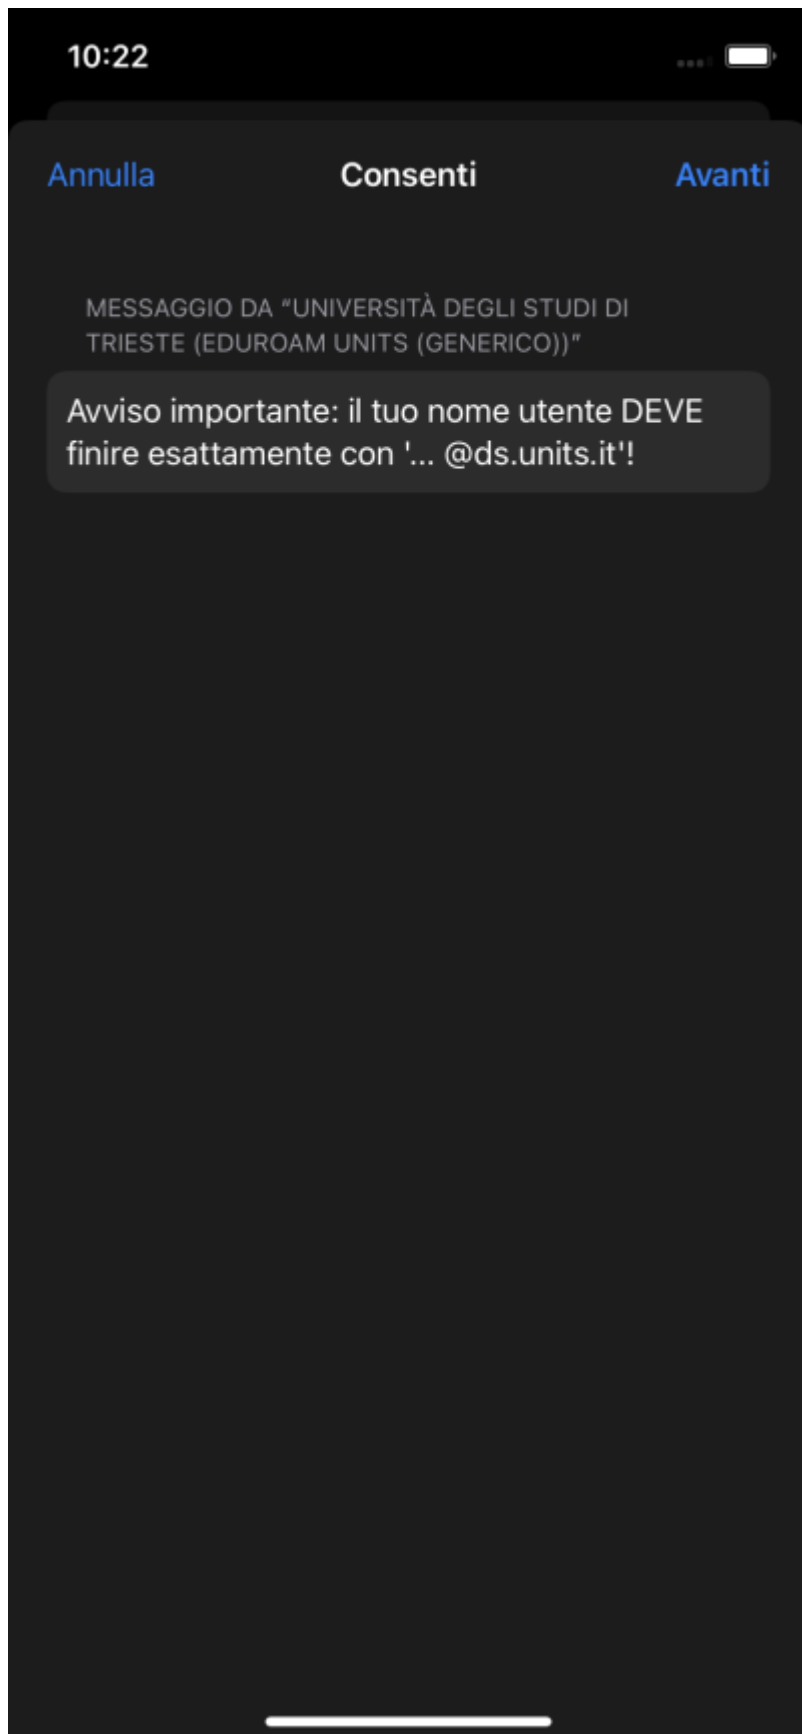 10:22
Annulla Consenti Avanti
MESSAGGIO DA “UNIVERSITÀ DEGLI STUDI DI
TRIESTE (EDUROAM UNITS (GENERICO))”
Avviso importante: il tuo nome utente DEVE
finire esattamente con '... @ds.units.it'!